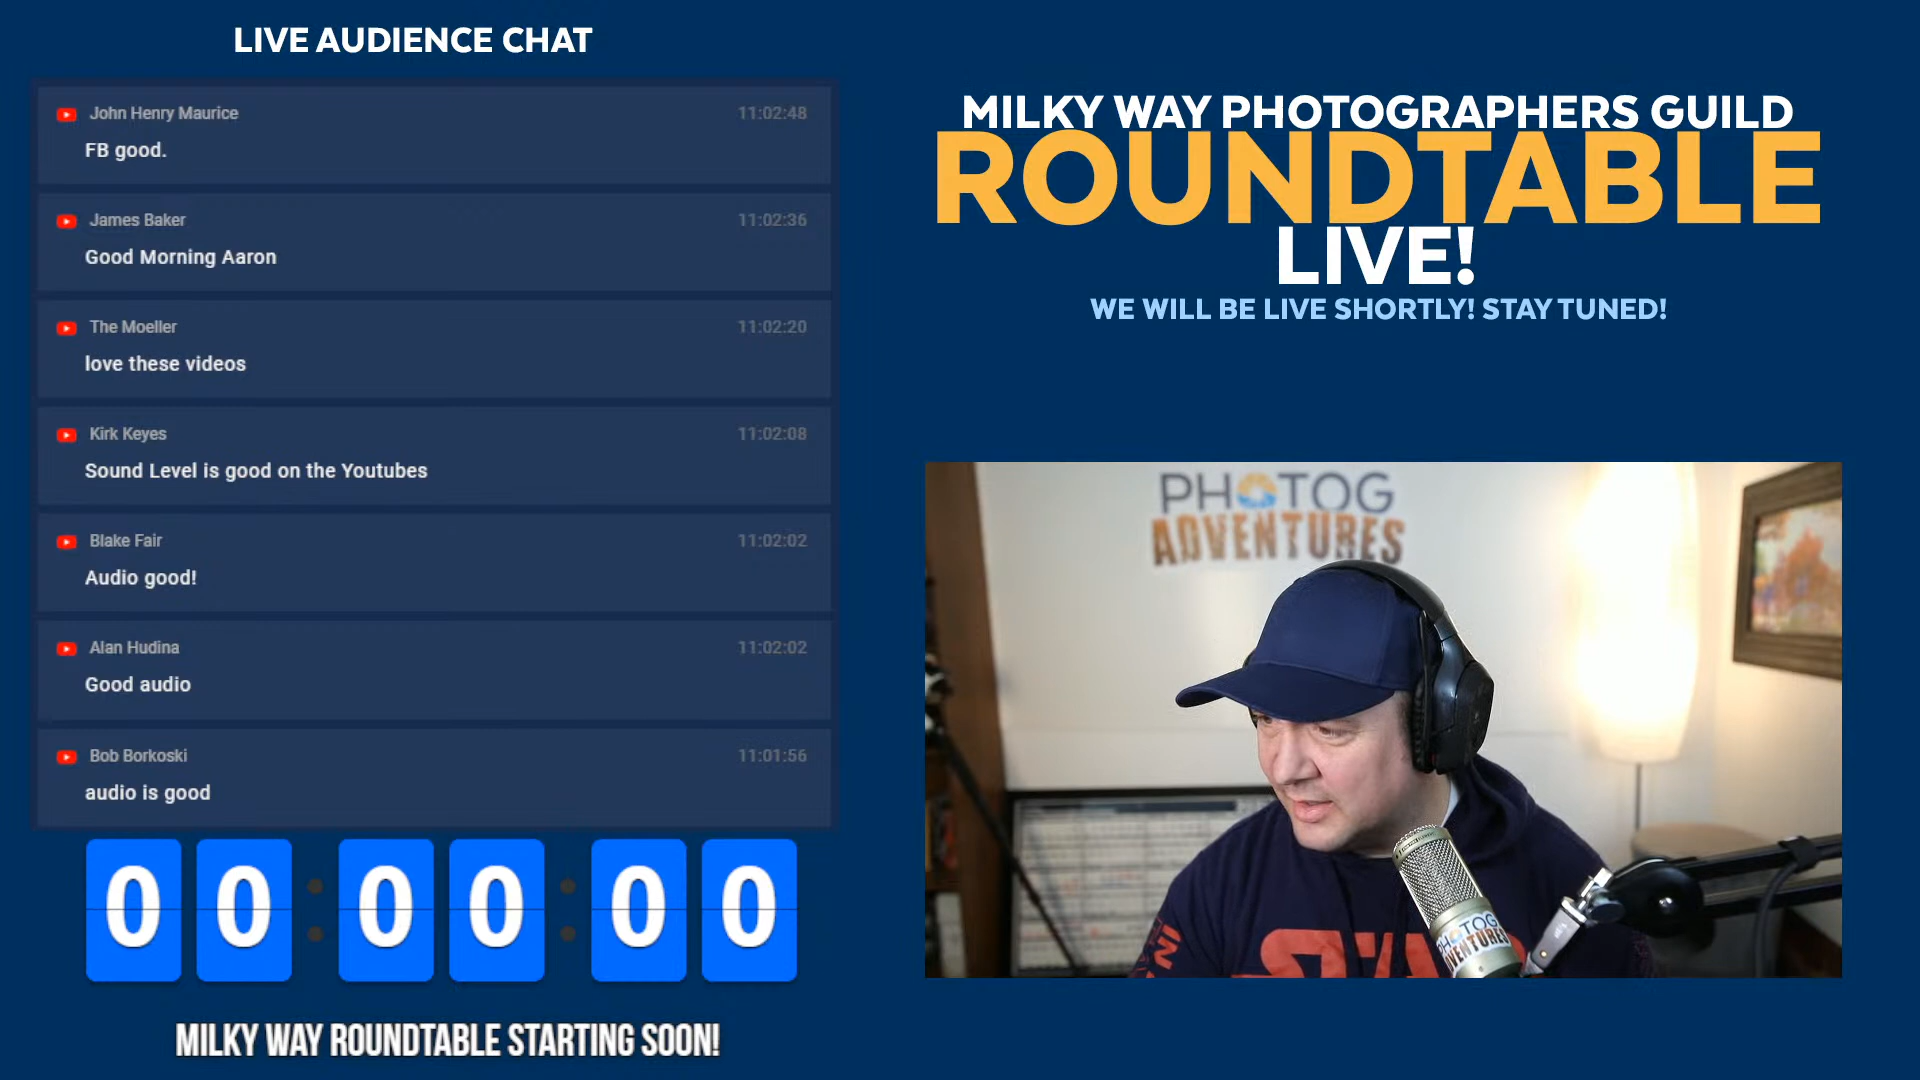 LIVE AUDIENCE CHAT
John Henry Maurice 11:02:48
FB good.
James Baker 11:02:36
Good Morning Aaron
The Moeller 11:02:20
love these videos
Kirk Keyes 11:02:08
Sound Level is good on the Youtubes
Blake Fair 11:02:02
Audio good!
Alan Hudina 11:02:02
Good audio
Bob Borkoski 11:01:56
audio is good
00:00:00
MILKY WAY ROUNDTABLE STARTING SOON!
MILKY WAY PHOTOGRAPHERS GUILD
ROUNDTABLE
LIVE!
WE WILL BE LIVE SHORTLY! STAY TUNED!
PHOTOG
ADVENTURES
PHOTOG